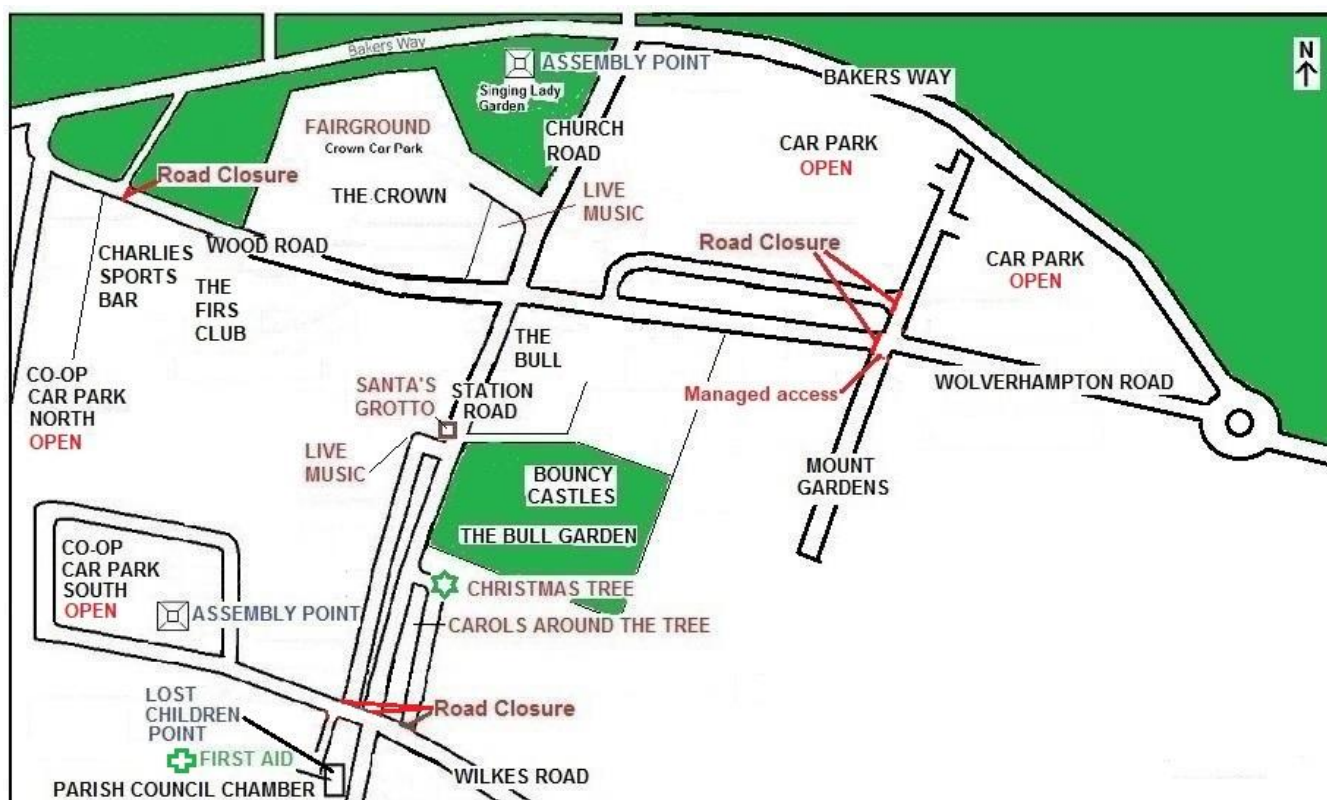 Bakers Way
N
ASSEMBLY POINT
Singing Lady
Garden
BAKERS WAY
FAIRGROUND
Crown Car Park
CHURCH
ROAD
CAR PARK
OPEN
Road Closure
THE CROWN
LIVE
MUSIC
CHARLIES
SPORTS
BAR
WOOD ROAD
THE
FIRS
CLUB
Road Closure
CAR PARK
OPEN
THE
BULL
CO-OP
CAR PARK
NORTH
OPEN
SANTA'S
GROTTO
STATION
ROAD
Managed access
WOLVERHAMPTON ROAD
LIVE
MUSIC
BOUNCY
CASTLES
MOUNT
GARDENS
THE BULL GARDEN
CO-OP
CAR PARK
SOUTH
OPEN
CHRISTMAS TREE
ASSEMBLY POINT
CAROLS AROUND THE TREE
LOST
CHILDREN
POINT
Road Closure
FIRST AID
WILKES ROAD
PARISH COUNCIL CHAMBER